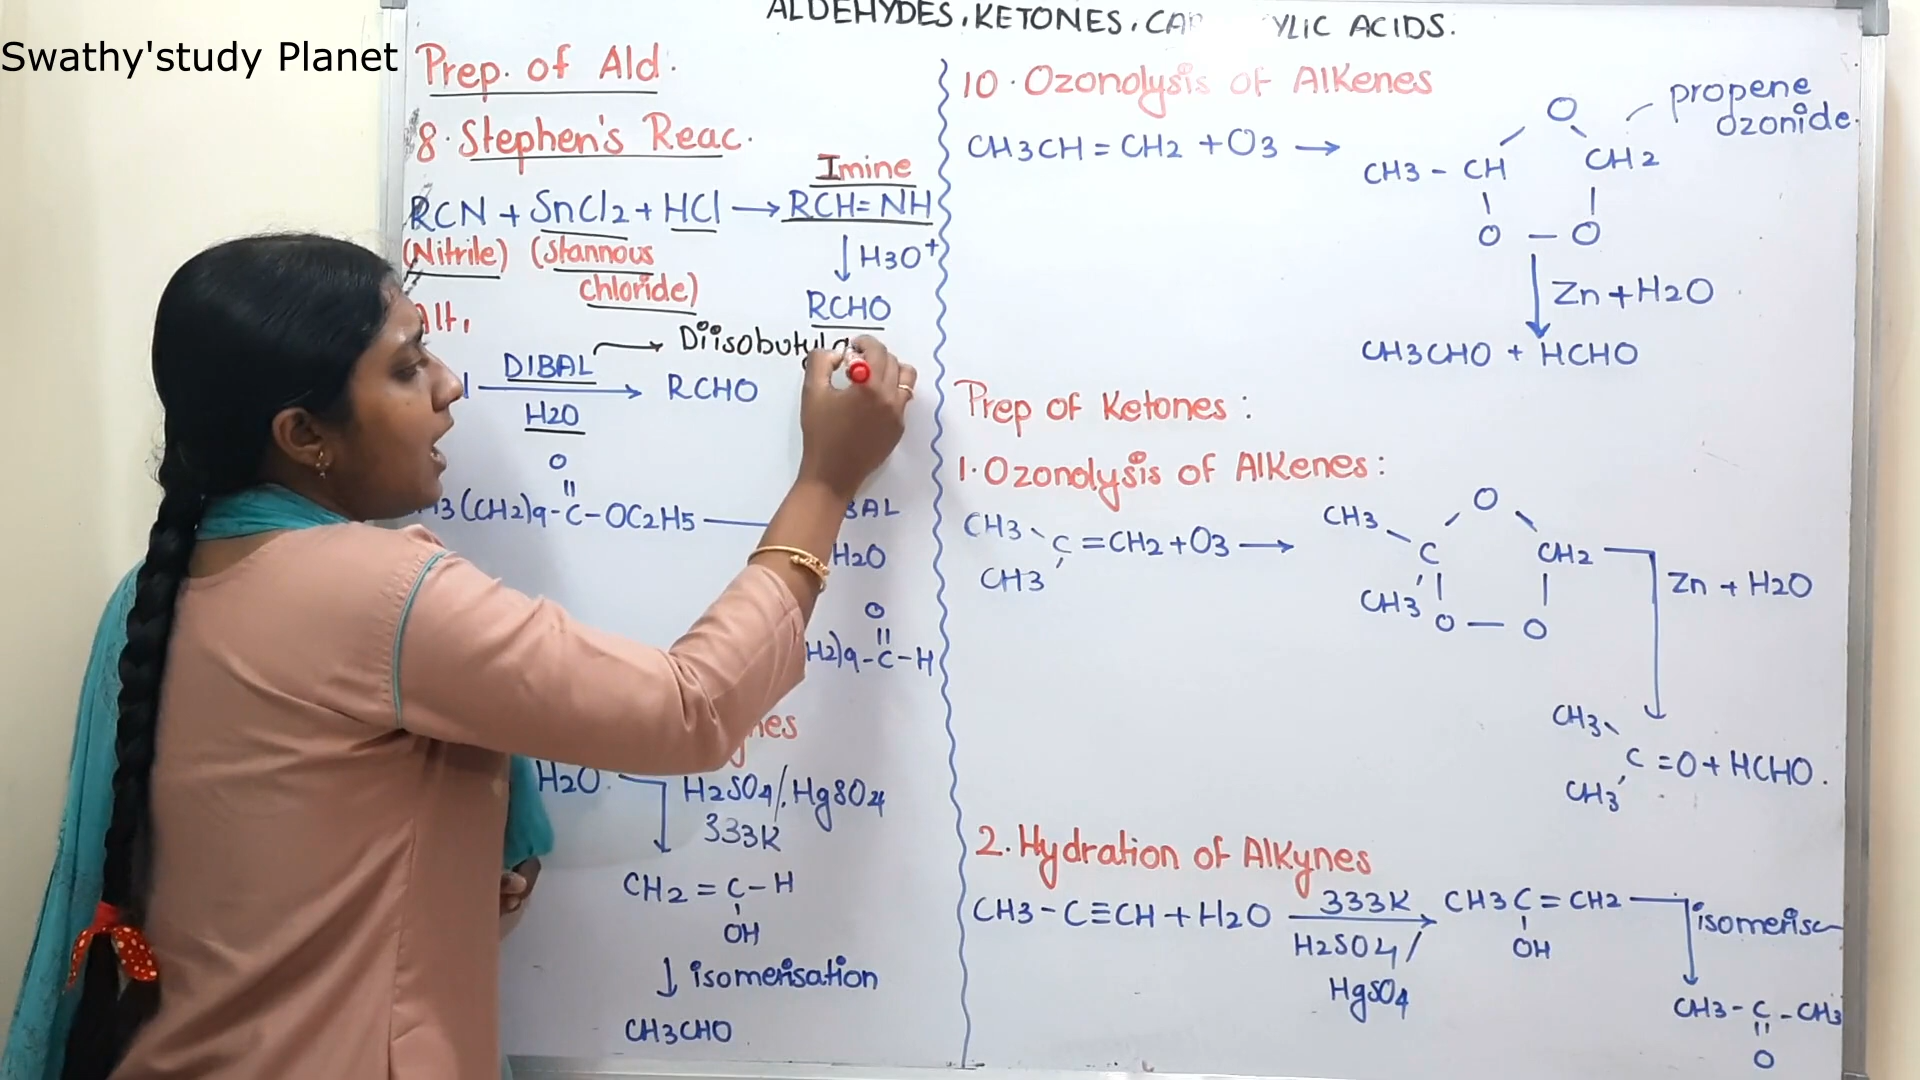 Swathy'study Planet
ALDEHYDES, KETONES, CAR YLIC ACIDS.
Prep. of Ald.
8. Stephen's Reac.
Imine
RCN + SnCl2 + HCl → RCH=NH
(Nitrile) (Stannous chloride)
↓ H3O+
RCHO
Alt,
DIBAL → Diisobutyla
→ RCHO
H2O
O
||
3(CH2)9-C-OC2H5
BAL
H2O
O
||
H2)9-C-H
nes
H2O.
H2SO4/HgSO4
333K
CH2=C-H
OH
↓ isomerisation
CH3CHO
10. Ozonolysis of Alkenes
propene ozonide.
CH3CH=CH2 + O3 →
O
CH3-CH CH2
O-O
Zn+H2O
CH3CHO + HCHO
Prep of Ketones:
1. Ozonolysis of Alkenes:
CH3
C=CH2+O3 →
CH3
O
CH3
C CH2
CH3
O-O
Zn + H2O
CH3
C=O+HCHO.
CH3
2. Hydration of Alkynes
CH3-C≡CH+H2O
333K
H2SO4/
HgSO4
→ CH3C=CH2
OH
isomerisa
CH3-C-CH3
||
O